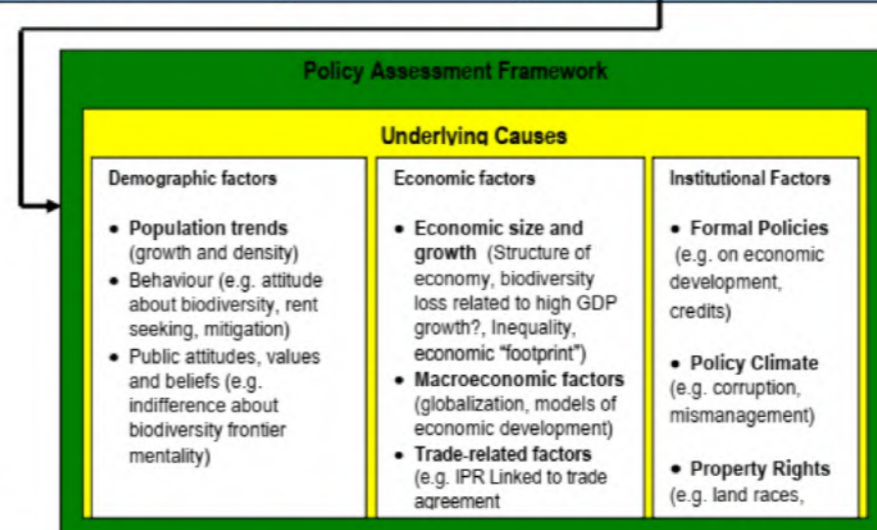 Policy Assessment Framework
Underlying Causes
Demographic factors
• Population trends
(growth and density)
• Behaviour (e.g. attitude
about biodiversity, rent
seeking, mitigation)
• Public attitudes, values
and beliefs (e.g.
indifference about
biodiversity frontier
mentality)
Economic factors
• Economic size and
growth (Structure of
economy, biodiversity
loss related to high GDP
growth?, Inequality,
economic "footprint")
• Macroeconomic factors
(globalization, models of
economic development)
• Trade-related factors
(e.g. IPR Linked to trade
agreement
Institutional Factors
• Formal Policies
(e.g. on economic
development,
credits)
• Policy Climate
(e.g. corruption,
mismanagement)
• Property Rights
(e.g. land races,